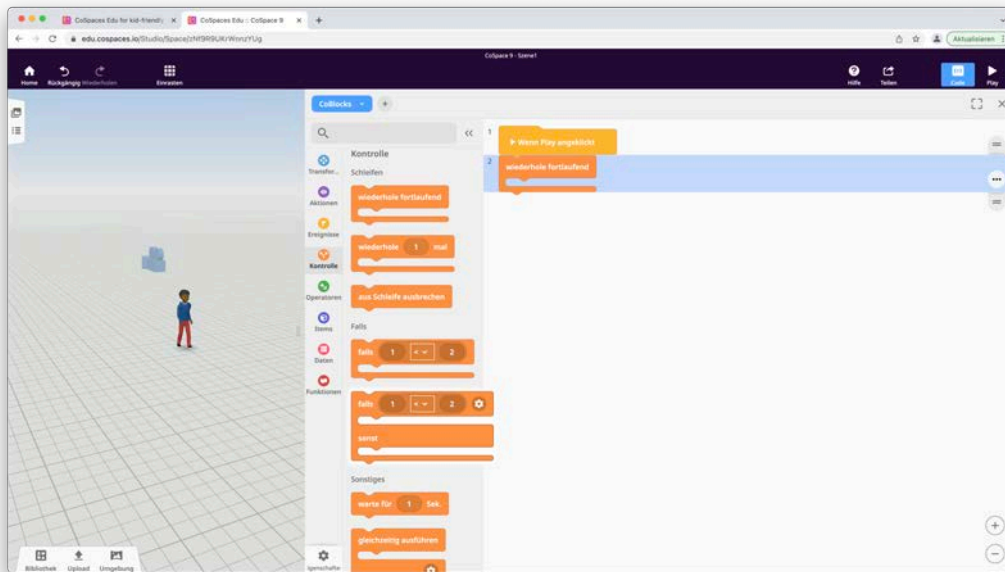 CoSpaces Edu for kid-friendly
CoSpaces Edu :: CoSpace 9
edu.cospaces.io/Studio/Space/
Aktualisieren
CoSpace 9 - Szene1
Home
Rückgängig
Wiederholen
Einrasten
Hilfe
Teilen
Code
Play
CoBlocks
Transfor...
Aktionen
Ereignisse
Kontrolle
Operatoren
Items
Daten
Funktionen
Kontrolle
Schleifen
wiederhole fortlaufend
wiederhole 1 mal
aus Schleife ausbrechen
Falls
falls 1 < 2
falls 1 < 2
sonst
Sonstiges
warte für 1 Sek.
gleichzeitig ausführen
1
Wenn Play angeklickt
2
wiederhole fortlaufend
Bibliothek
Upload
Umgebung
igenschafte